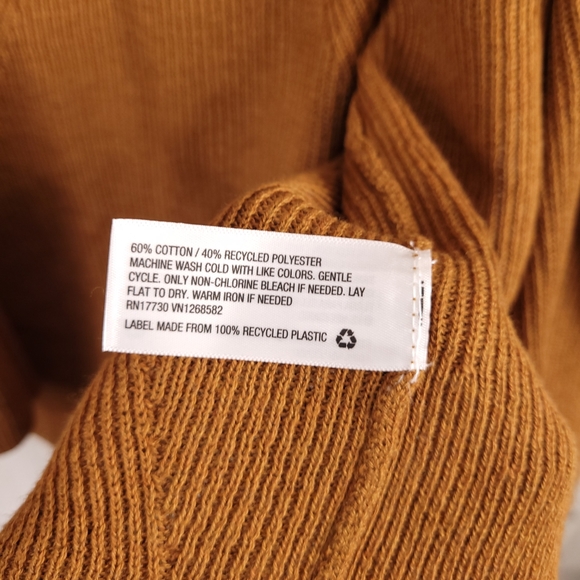 60% COTTON / 40% RECYCLED POLYESTER
MACHINE WASH COLD WITH LIKE COLORS. GENTLE
CYCLE. ONLY NON-CHLORINE BLEACH IF NEEDED. LAY
FLAT TO DRY. WARM IRON IF NEEDED
RN17730 VN1268582
LABEL MADE FROM 100% RECYCLED PLASTIC